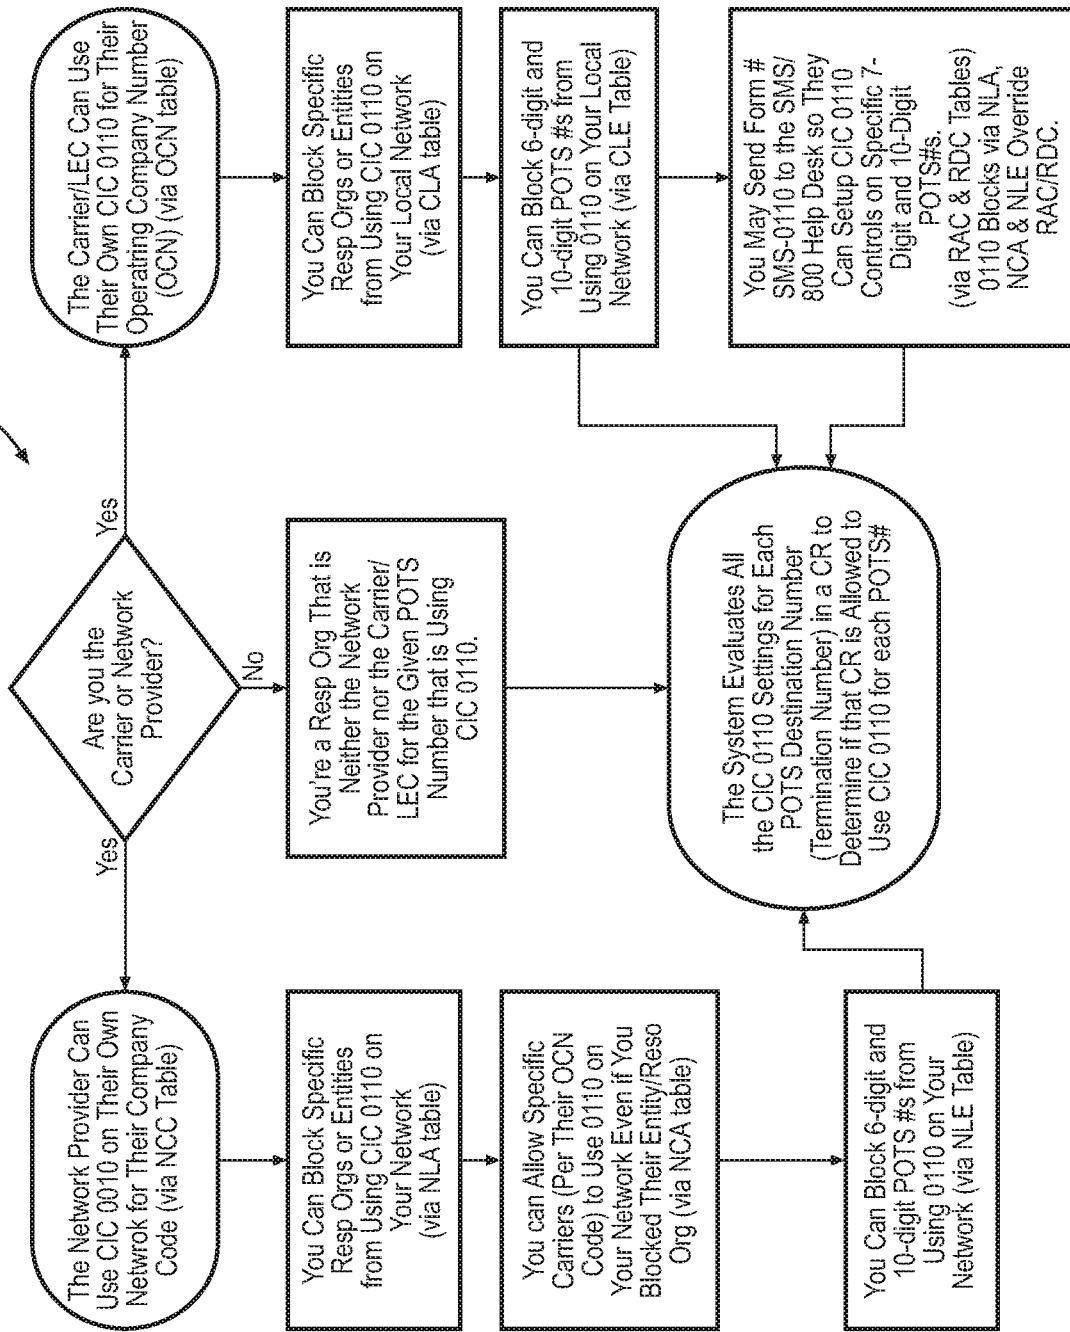 Are you the
Carrier or Network
Provider?
Yes
Yes
No
The Network Provider Can
Use CIC 0010 on Their Own
Netwrok for Their Company
Code (via NCC Table)
You Can Block Specific
Resp Orgs or Entities
from Using CIC 0110 on
Your Network
(via NLA table)
You can Allow Specific
Carriers (Per Their OCN
Code) to Use 0110 on
Your Network Even if You
Blocked Their Entity/Reso
Org (via NCA table)
You Can Block 6-digit and
10-digit POTS #s from
Using 0110 on Your
Network (via NLE Table)
You're a Resp Org That is
Neither the Network
Provider nor the Carrier/
LEC for the Given POTS
Number that is Using
CIC 0110.
The Carrier/LEC Can Use
Their Own CIC 0110 for Their
Operating Company Number
(OCN) (via OCN table)
You Can Block Specific
Resp Orgs or Entities
from Using CIC 0110 on
Your Local Network
(via CLA table)
You Can Block 6-digit and
10-digit POTS #s from
Using 0110 on Your Local
Network (via CLE Table)
You May Send Form #
SMS-0110 to the SMS/
800 Help Desk so They
Can Setup CIC 0110
Controls on Specific 7-
Digit and 10-Digit
POTS#s.
(via RAC & RDC Tables)
0110 Blocks via NLA,
NCA & NLE Override
RAC/RDC.
The System Evaluates All
the CIC 0110 Settings for Each
POTS Destination Number
(Termination Number) in a CR to
Determine if that CR is Allowed to
Use CIC 0110 for each POTS#